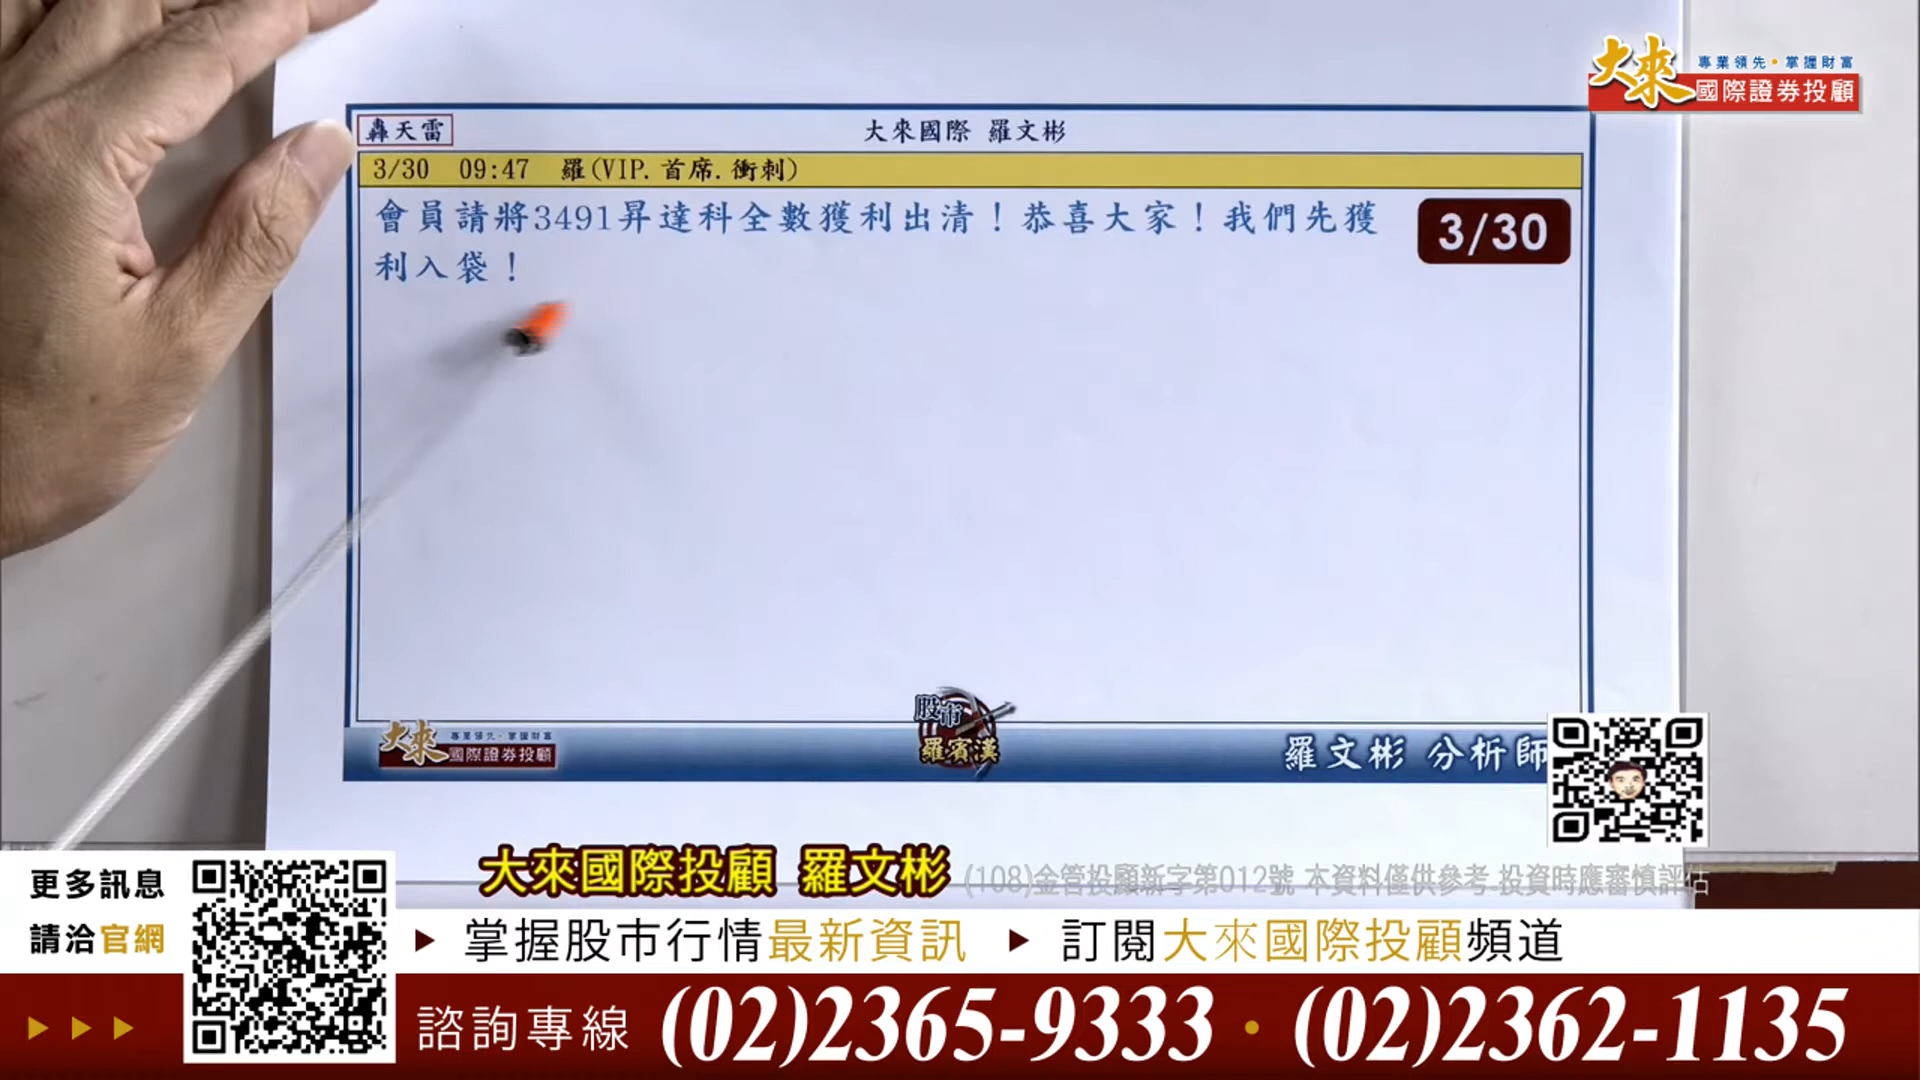 大來 專業領先•掌握財富
國際證券投顧
轟天雷
大來國際 羅文彬
3/30 09:47 羅(VIP.首席.衝刺)
會員請將3491昇達科全數獲利出清！恭喜大家！我們先獲
利入袋！
3/30
大來 專業領先•掌握財富
國際證券投顧
股市
羅賓漢
羅文彬 分析師
大來國際投顧 羅文彬
(108)金管投顧新字第012號 本資料僅供參考 投資時應審慎評估
更多訊息
請洽官網
掌握股市行情最新資訊
訂閱大來國際投顧頻道
諮詢專線 (02)2365-9333•(02)2362-1135